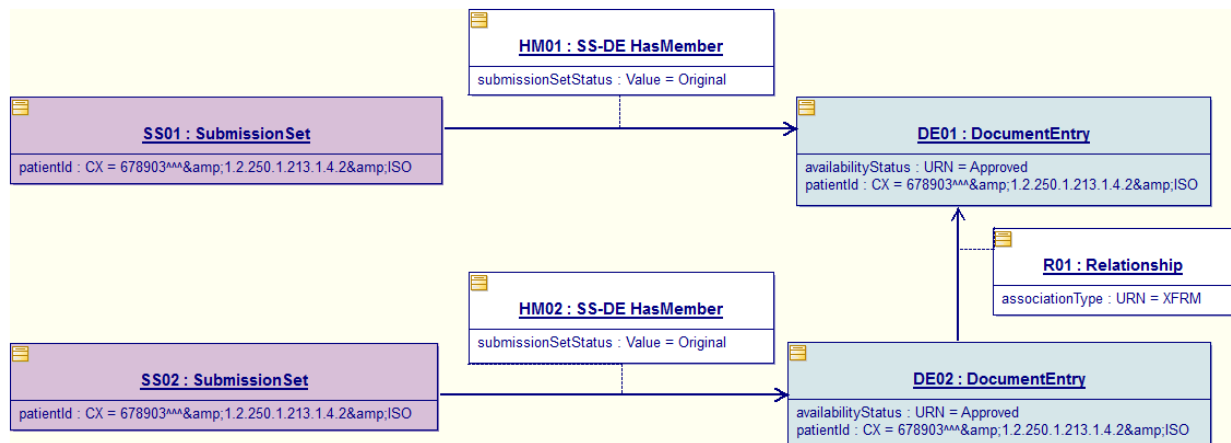 HM01 : SS-DE HasMember
submissionSetStatus : Value = Original
SS01 : SubmissionSet
patientId : CX = 678903^^^&amp;1.2.250.1.213.1.4.2&amp;ISO
DE01 : DocumentEntry
availabilityStatus : URN = Approved
patientId : CX = 678903^^^&amp;1.2.250.1.213.1.4.2&amp;ISO
R01 : Relationship
associationType : URN = XFRM
HM02 : SS-DE HasMember
submissionSetStatus : Value = Original
SS02 : SubmissionSet
patientId : CX = 678903^^^&amp;1.2.250.1.213.1.4.2&amp;ISO
DE02 : DocumentEntry
availabilityStatus : URN = Approved
patientId : CX = 678903^^^&amp;1.2.250.1.213.1.4.2&amp;ISO